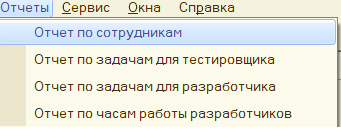 Отчеты Сервис Окна Справка
Отчет по сотрудникам
Отчет по задачам для тестировщика
Отчет по задачам для разработчика
Отчет по часам работы разработчиков